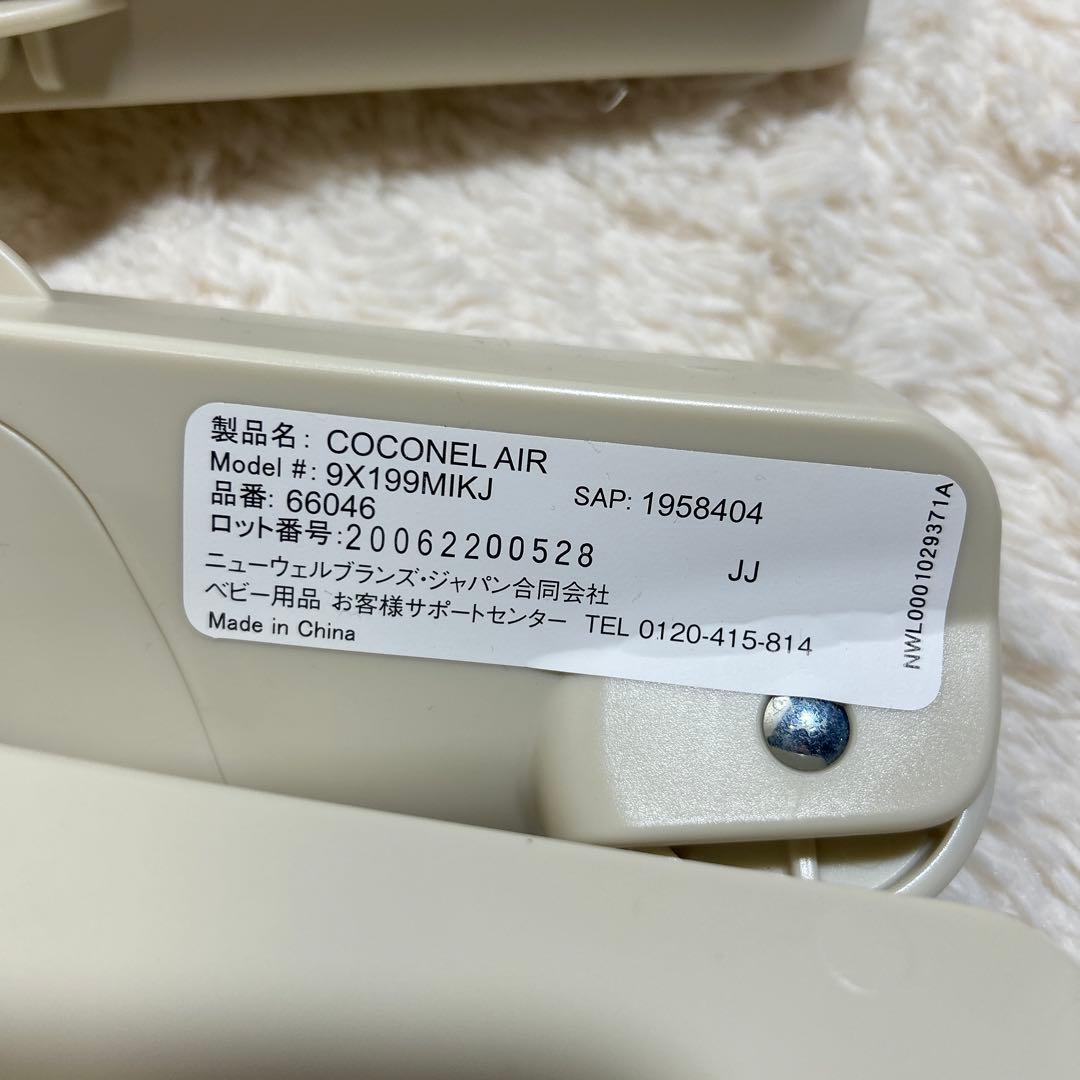 製品名: COCONEL AIR
Model #: 9X199MIKJ SAP: 1958404
品番: 66046
ロット番号:20062200528 JJ
ニューウェルブランズ・ジャパン合同会社
ベビー用品 お客様サポートセンター TEL 0120-415-814
Made in China
NWL0001029371A